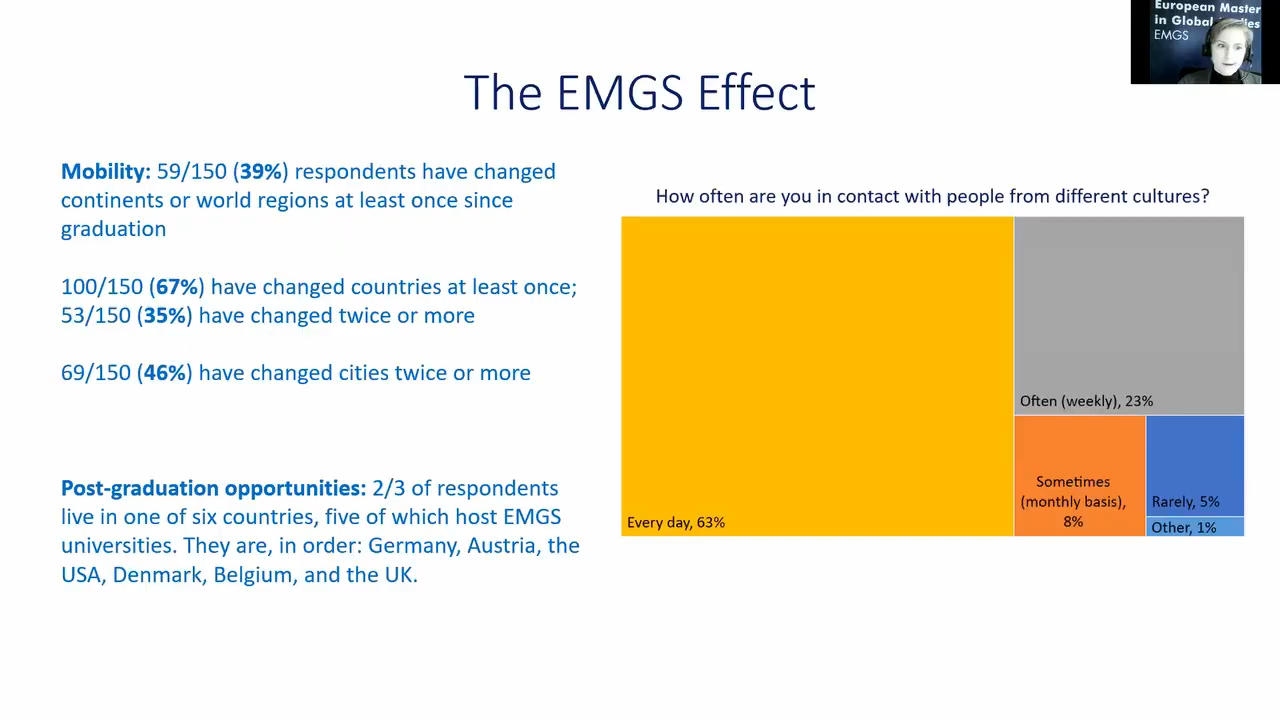 European Master
in Global Studies
EMGS
The EMGS Effect
Mobility: 59/150 (39%) respondents have changed
continents or world regions at least once since
graduation
100/150 (67%) have changed countries at least once;
53/150 (35%) have changed twice or more
69/150 (46%) have changed cities twice or more
Post-graduation opportunities: 2/3 of respondents
live in one of six countries, five of which host EMGS
universities. They are, in order: Germany, Austria, the
USA, Denmark, Belgium, and the UK.
How often are you in contact with people from different cultures?
Every day, 63%
Often (weekly), 23%
Sometimes
(monthly basis),
8%
Rarely, 5%
Other, 1%